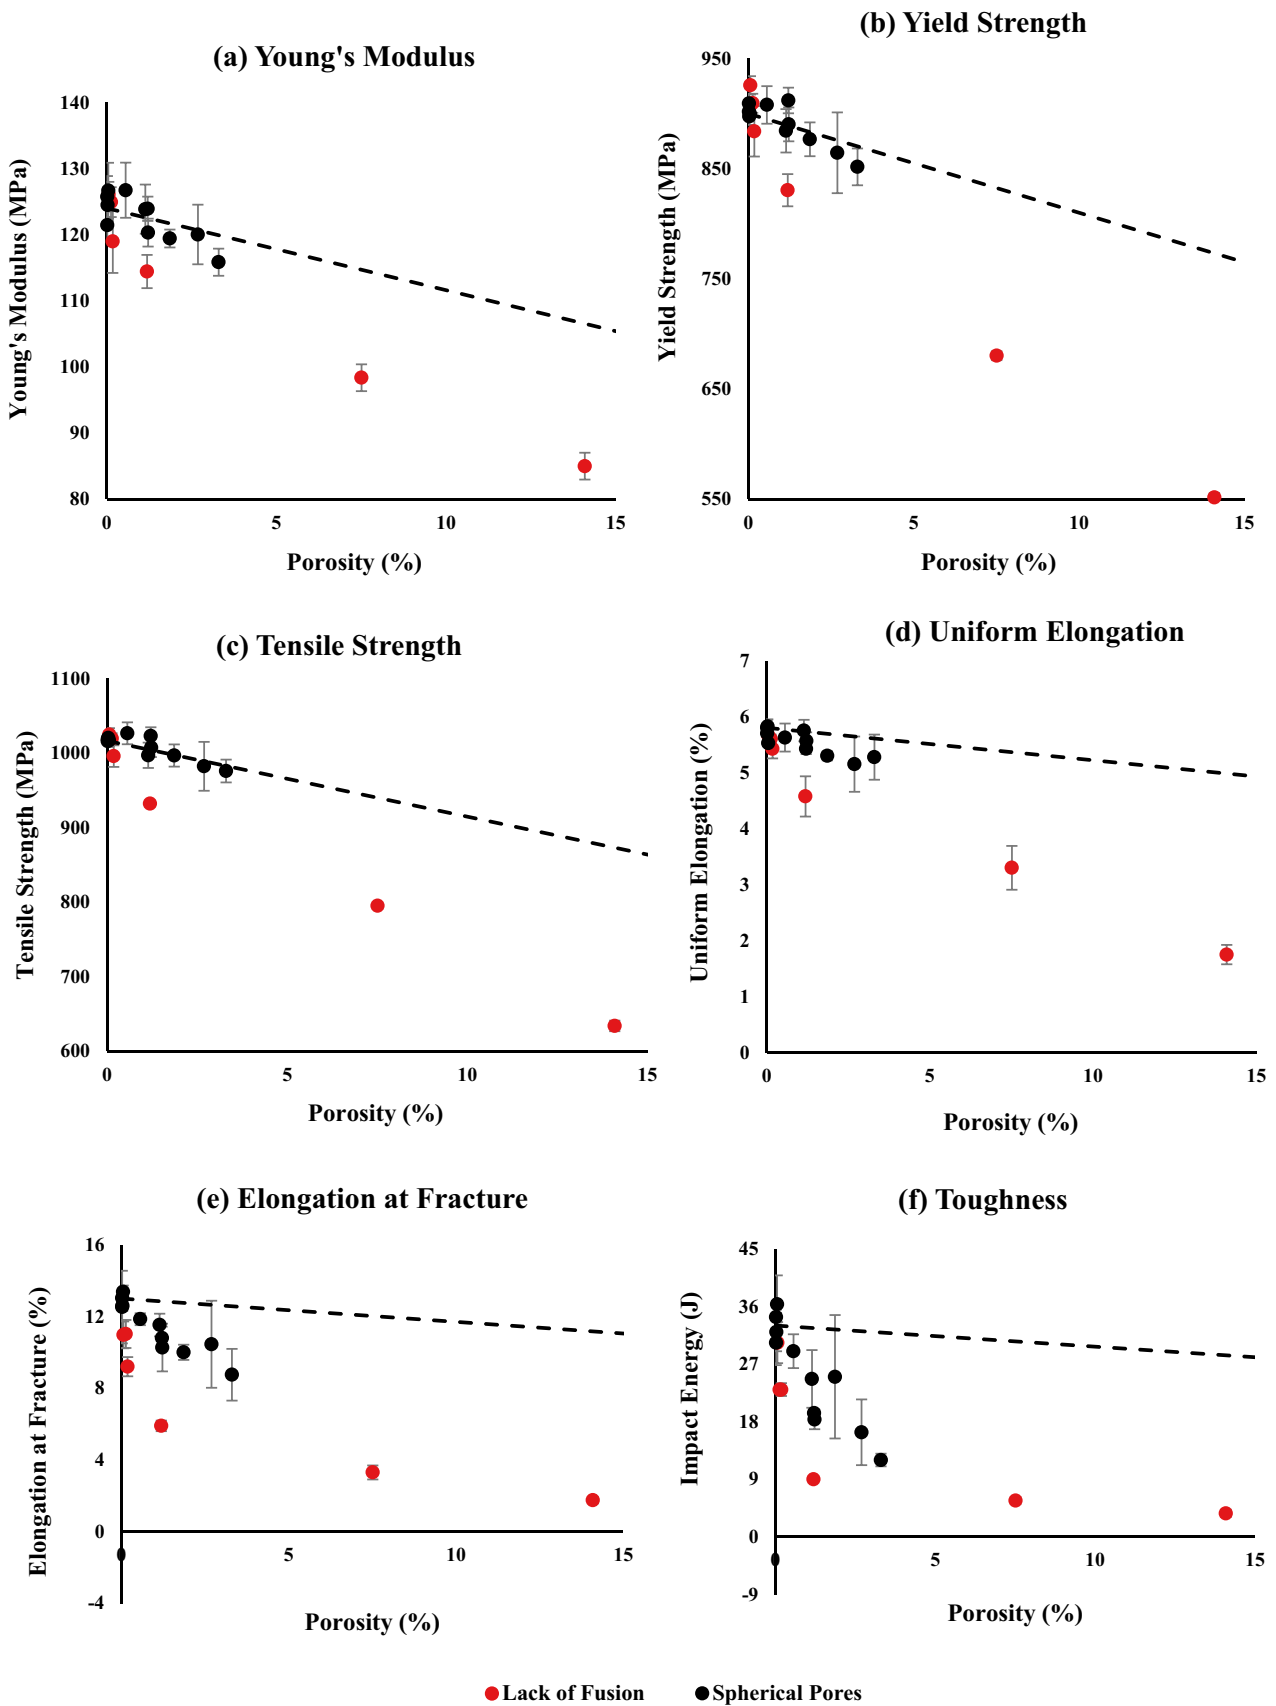 (a) Young's Modulus
Young's Modulus (MPa)
140
130
120
110
100
90
80
0 5 10 15
Porosity (%)
(b) Yield Strength
Yield Strength (MPa)
950
850
750
650
550
0 5 10 15
Porosity (%)
(c) Tensile Strength
Tensile Strength (MPa)
1100
1000
900
800
700
600
0 5 10 15
Porosity (%)
(d) Uniform Elongation
Uniform Elongation (%)
7
6
5
4
3
2
1
0
0 5 10 15
Porosity (%)
(e) Elongation at Fracture
Elongation at Fracture (%)
16
12
8
4
0
-4
0 5 10 15
Porosity (%)
(f) Toughness
Impact Energy (J)
45
36
27
18
9
0
-9
0 5 10 15
Porosity (%)
Lack of Fusion Spherical Pores